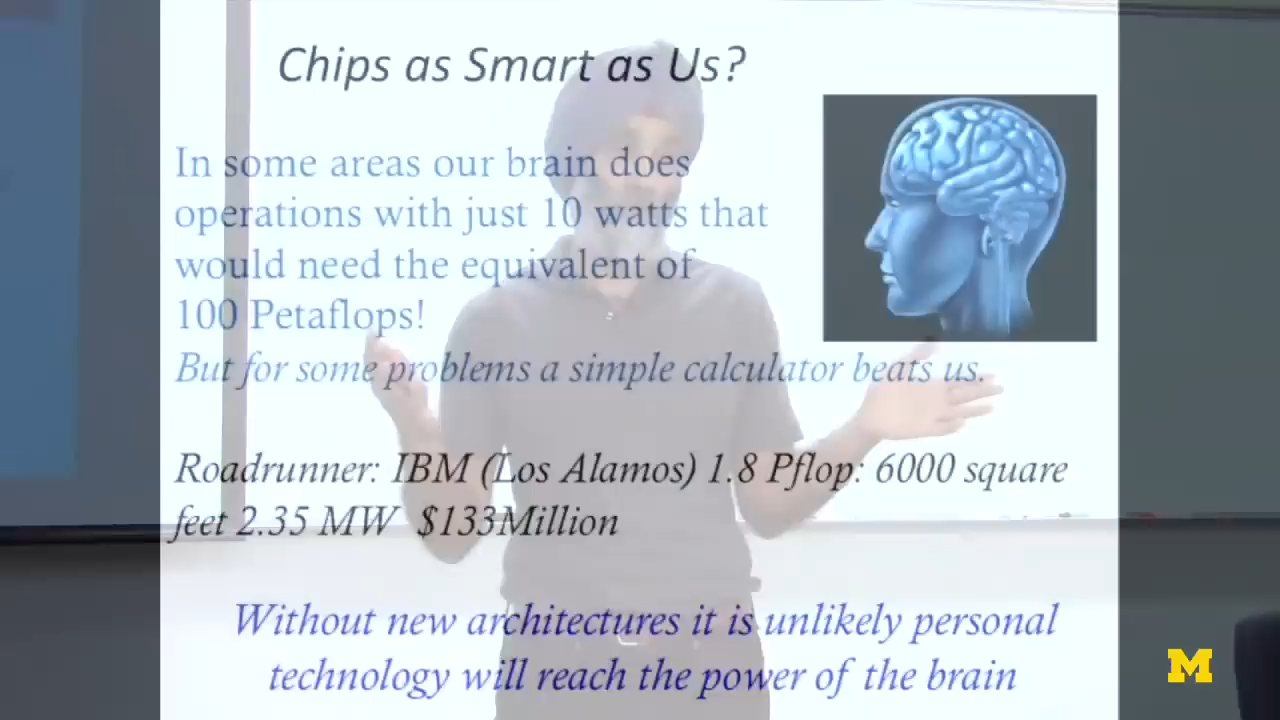 Chips as Smart as Us?
In some areas our brain does
operations with just 10 watts that
would need the equivalent of
100 Petaflops!
But for some problems a simple calculator beats us.
Roadrunner: IBM (Los Alamos) 1.8 Pflop: 6000 square
feet 2.35 MW $133Million
Without new architectures it is unlikely personal
technology will reach the power of the brain
M